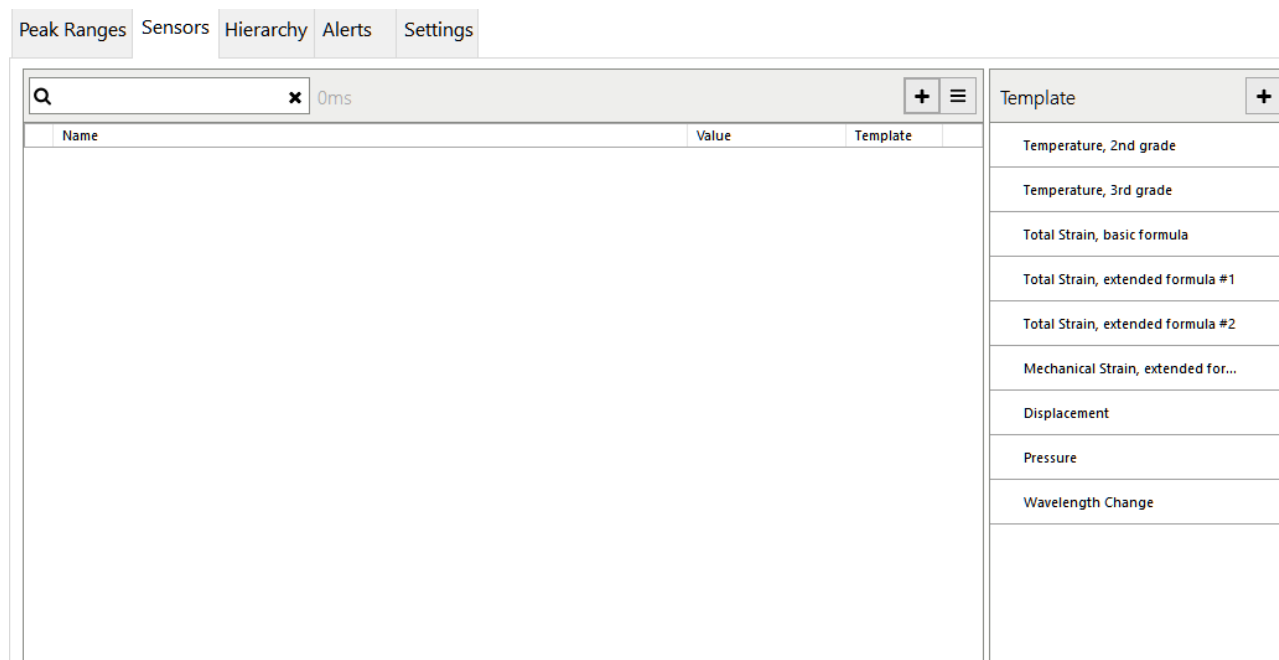 Peak Ranges Sensors Hierarchy Alerts Settings
0ms
Name Value Template
Template
Temperature, 2nd grade
Temperature, 3rd grade
Total Strain, basic formula
Total Strain, extended formula #1
Total Strain, extended formula #2
Mechanical Strain, extended for...
Displacement
Pressure
Wavelength Change